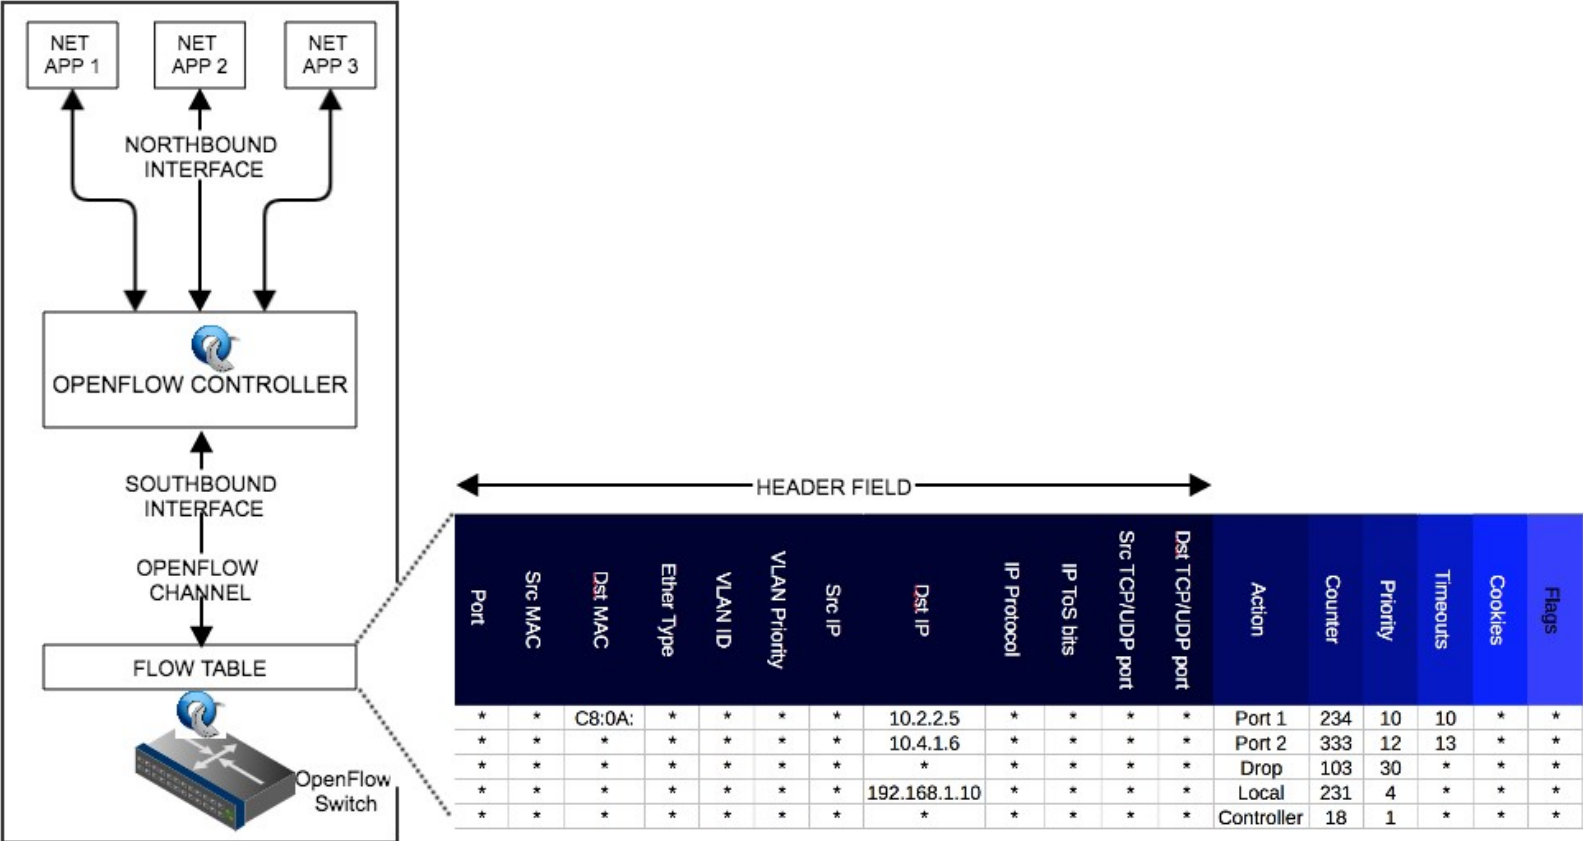 NET
APP 1
NET
APP 2
NET
APP 3
NORTHBOUND
INTERFACE
OPENFLOW CONTROLLER
SOUTHBOUND
INTERFACE
OPENFLOW
CHANNEL
FLOW TABLE
OpenFlow
Switch
HEADER FIELD
Port Src MAC Dst MAC Ether Type VLAN ID VLAN Priority Src IP Dst IP IP Protocol IP ToS bits Src TCP/UDP port Dst TCP/UDP port Action Counter Priority Timeouts Cookies Flags
* * C8:0A: * * * * 10.2.2.5 * * * * Port 1 234 10 10 * *
* * * * * * * 10.4.1.6 * * * * Port 2 333 12 13 * *
* * * * * * * * * * * * Drop 103 30 * * *
* * * * * * * 192.168.1.10 * * * * Local 231 4 * * *
* * * * * * * * * * * * Controller 18 1 * * *